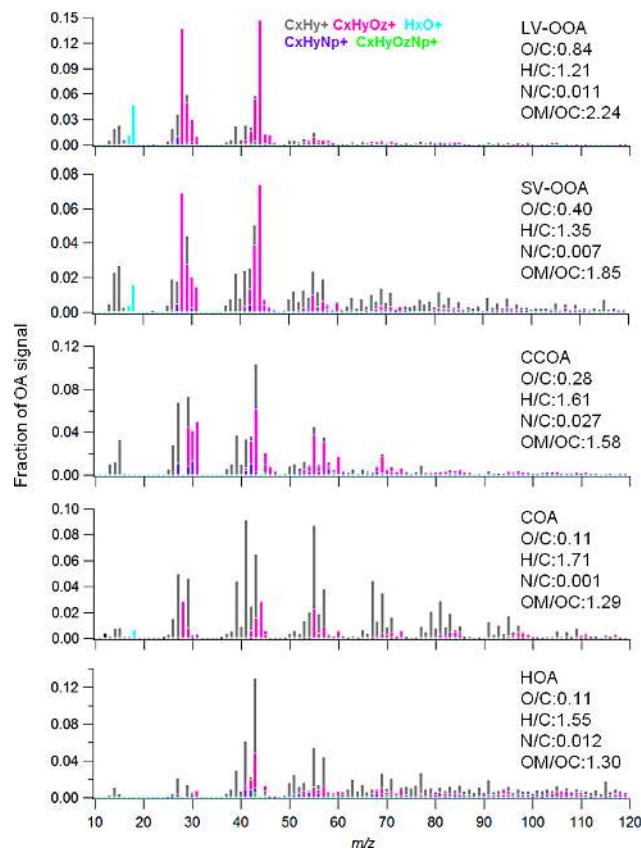 CxHy+ CxHyOz+ HxO+
CxHyNp+ CxHyOzNp+
LV-OOA
O/C:0.84
H/C:1.21
N/C:0.011
OM/OC:2.24
0.15
0.12
0.09
0.06
0.03
0.00
SV-OOA
O/C:0.40
H/C:1.35
N/C:0.007
OM/OC:1.85
0.08
0.06
0.04
0.02
0.00
CCOA
O/C:0.28
H/C:1.61
N/C:0.027
OM/OC:1.58
0.12
0.08
0.04
0.00
COA
O/C:0.11
H/C:1.71
N/C:0.001
OM/OC:1.29
0.10
0.08
0.06
0.04
0.02
0.00
HOA
O/C:0.11
H/C:1.55
N/C:0.012
OM/OC:1.30
0.12
0.08
0.04
0.00
Fraction of OA signal
10 20 30 40 50 60 70 80 90 100 110 120
m/z